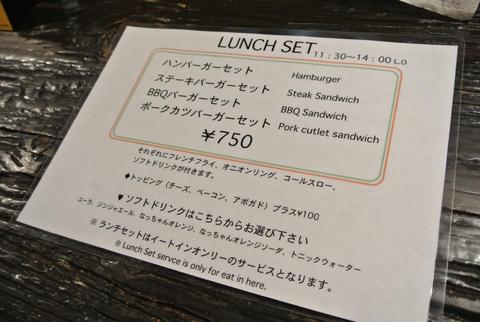 LUNCH SET 11：30～14：00 L.O
ハンバーガーセット Hamburger
ステーキバーガーセット Steak Sandwich
BBQバーガーセット BBQ Sandwich
ポークカツバーガーセット Pork cutlet sandwich
￥750
それぞれにフレンチフライ、オニオンリング、コールスロー、
ソフトドリンクが付きます。
◆トッピング（チーズ、ベーコン、アボガド）プラス¥100
♥ ソフトドリンクはこちらからお選び下さい
コーラ、ジンジャエール、なっちゃんオレンジ、なっちゃんオレンジソーダ、トニックウォーター
※ ランチセットはイートインオンリーのサービスとなります。
※ Lunch Set servce is only for eat in here.